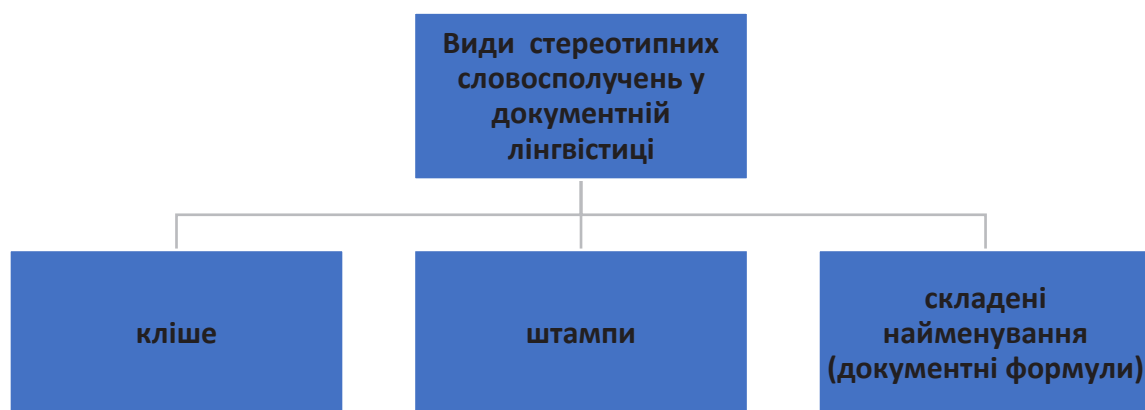 Види стереотипних
словосполучень у
документній
лінгвістиці
кліше
штампи
складені
найменування
(документні формули)